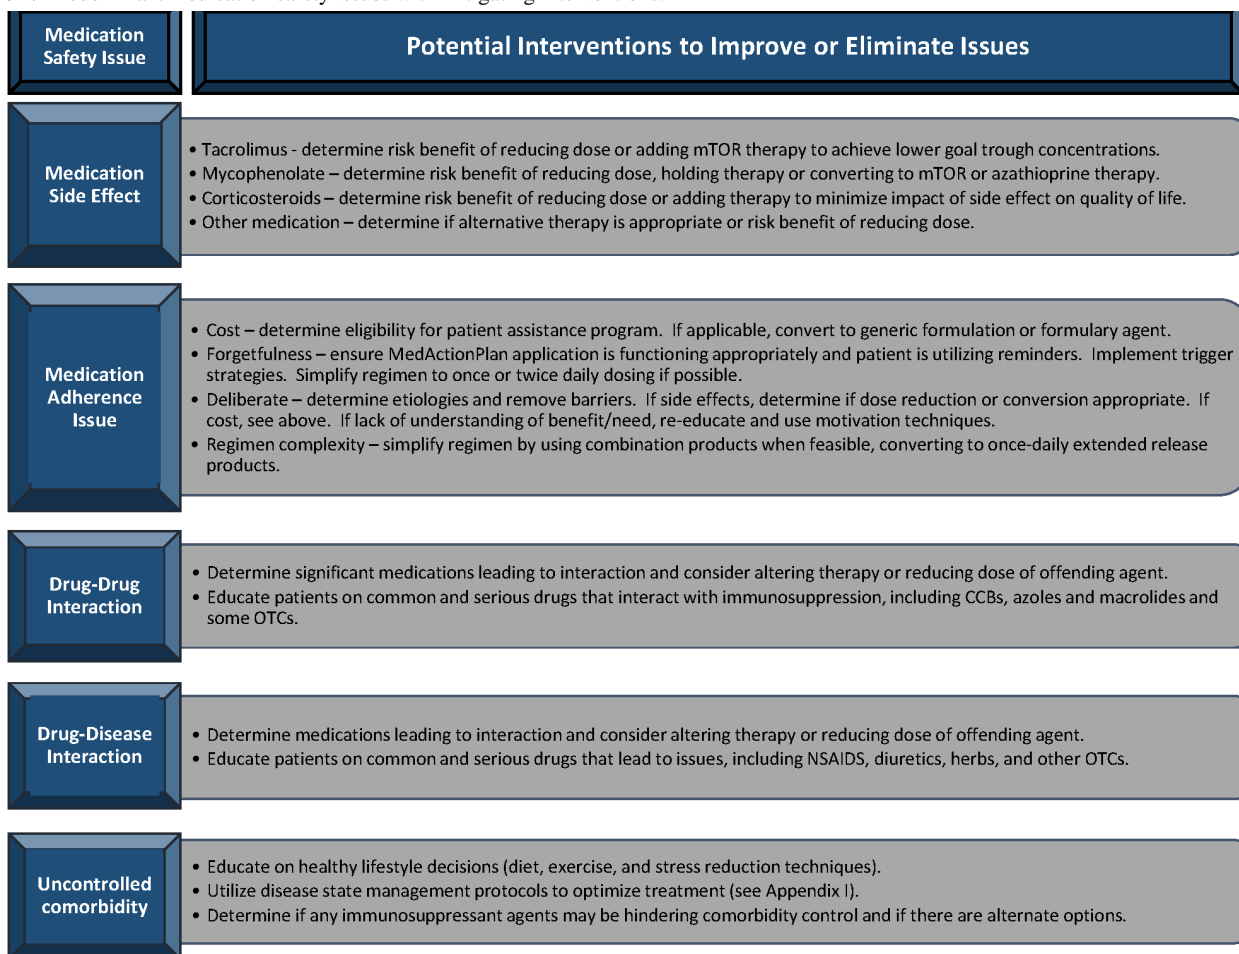 Medication
Safety Issue
Potential Interventions to Improve or Eliminate Issues
Medication
Side Effect
• Tacrolimus - determine risk benefit of reducing dose or adding mTOR therapy to achieve lower goal trough concentrations.
• Mycophenolate – determine risk benefit of reducing dose, holding therapy or converting to mTOR or azathioprine therapy.
• Corticosteroids – determine risk benefit of reducing dose or adding therapy to minimize impact of side effect on quality of life.
• Other medication – determine if alternative therapy is appropriate or risk benefit of reducing dose.
Medication
Adherence
Issue
• Cost – determine eligibility for patient assistance program. If applicable, convert to generic formulation or formulary agent.
• Forgetfulness – ensure MedActionPlan application is functioning appropriately and patient is utilizing reminders. Implement trigger
strategies. Simplify regimen to once or twice daily dosing if possible.
• Deliberate – determine etiologies and remove barriers. If side effects, determine if dose reduction or conversion appropriate. If
cost, see above. If lack of understanding of benefit/need, re-educate and use motivation techniques.
• Regimen complexity – simplify regimen by using combination products when feasible, converting to once-daily extended release
products.
Drug-Drug
Interaction
• Determine significant medications leading to interaction and consider altering therapy or reducing dose of offending agent.
• Educate patients on common and serious drugs that interact with immunosuppression, including CCBs, azoles and macrolides and
some OTCs.
Drug-Disease
Interaction
• Determine medications leading to interaction and consider altering therapy or reducing dose of offending agent.
• Educate patients on common and serious drugs that lead to issues, including NSAIDS, diuretics, herbs, and other OTCs.
Uncontrolled
comorbidity
• Educate on healthy lifestyle decisions (diet, exercise, and stress reduction techniques).
• Utilize disease state management protocols to optimize treatment (see Appendix I).
• Determine if any immunosuppressant agents may be hindering comorbidity control and if there are alternate options.